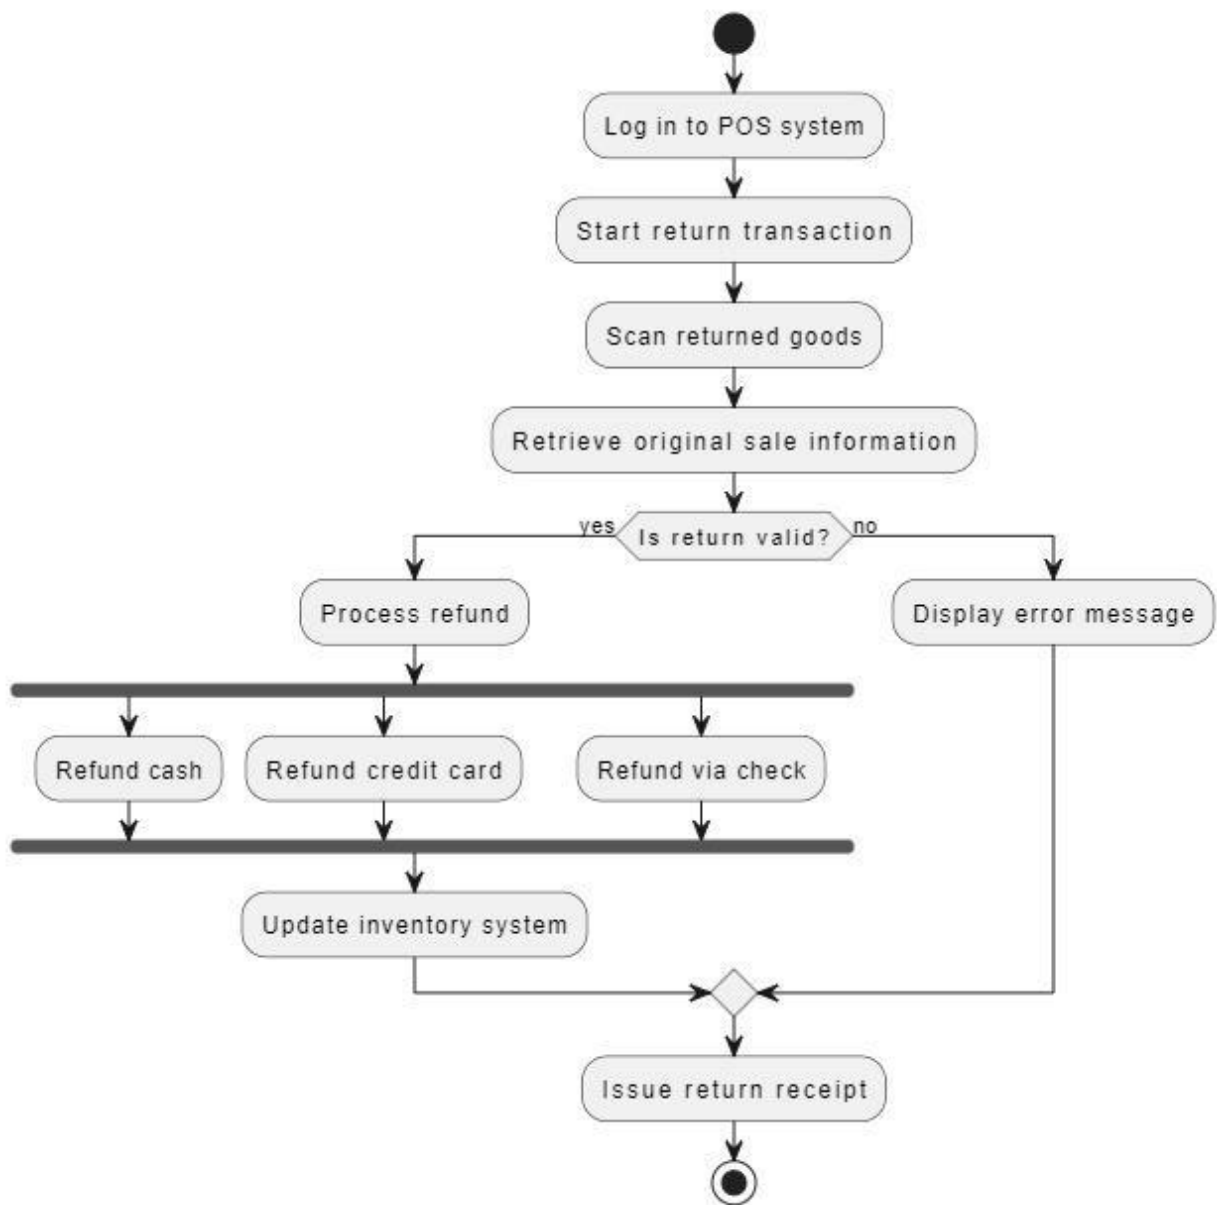 Log in to POS system
Start return transaction
Scan returned goods
Retrieve original sale information
yes
Is return valid?
no
Process refund
Display error message
Refund cash
Refund credit card
Refund via check
Update inventory system
Issue return receipt